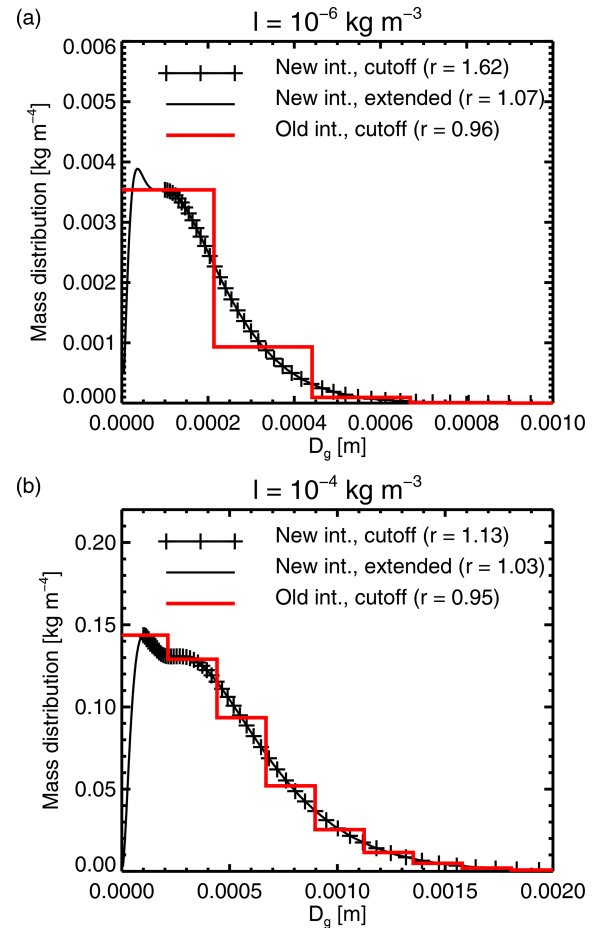 (a)
I = 10⁻⁶ kg m⁻³
New int., cutoff (r = 1.62)
New int., extended (r = 1.07)
Old int., cutoff (r = 0.96)
Mass distribution [kg m⁻⁴]
0.006
0.005
0.004
0.003
0.002
0.001
0.000
0.0000 0.0002 0.0004 0.0006 0.0008 0.0010
D_g [m]
(b)
I = 10⁻⁴ kg m⁻³
New int., cutoff (r = 1.13)
New int., extended (r = 1.03)
Old int., cutoff (r = 0.95)
Mass distribution [kg m⁻⁴]
0.20
0.15
0.10
0.05
0.00
0.0000 0.0005 0.0010 0.0015 0.0020
D_g [m]